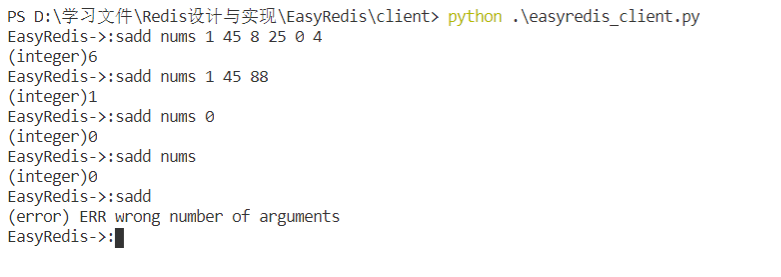 PS D:\学习文件\Redis设计与实现\EasyRedis\client> python .\easyredis_client.py
EasyRedis->:sadd nums 1 45 8 25 0 4
(integer)6
EasyRedis->:sadd nums 1 45 88
(integer)1
EasyRedis->:sadd nums 0
(integer)0
EasyRedis->:sadd nums
(integer)0
EasyRedis->:sadd
(error) ERR wrong number of arguments
EasyRedis->: